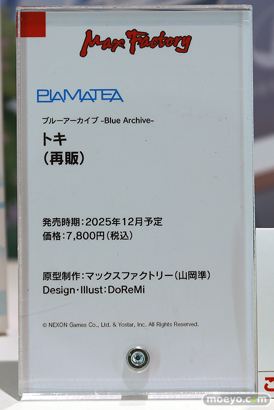 Max Factory
PLAMATEA
ブルーアーカイブ -Blue Archive-
トキ
（再販）
発売時期：2025年12月予定
価格：7,800円（税込）
原型制作：マックスファクトリー（山岡準）
Design・Illust：DoReMi
© NEXON Games Co., Ltd. & Yostar, Inc. All Rights Reserved.
moeyo.com